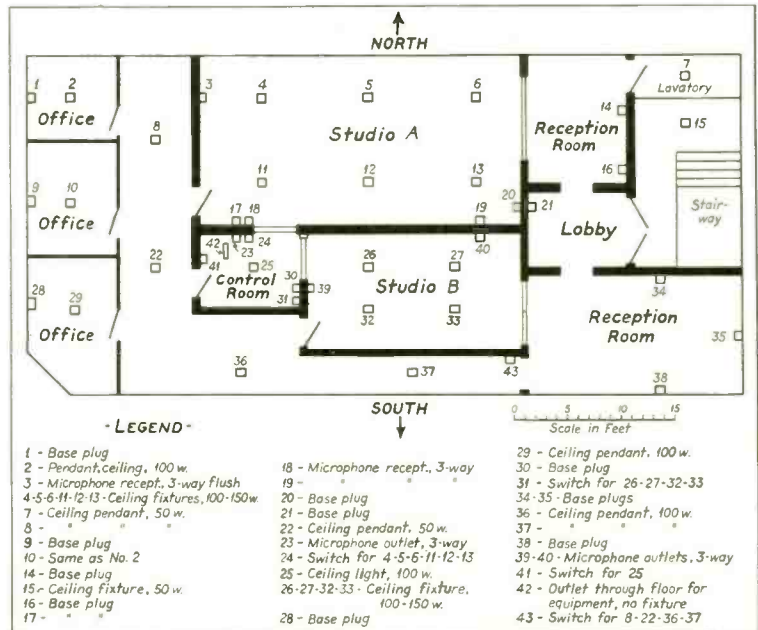 NORTH
1 2 3 4 5 6 7
Lavatory
Office
8
14
15
Studio A
Reception
Room
16
9 10 11 12 13
Office
17 18 19 20 21
Stair-
way
Lobby
42 23 24 40
22 41 25 26 27
Control
Room
30 39
31
Studio B
34
28 29
32 33
Office
Reception
Room
35
36 37 43 38
SOUTH
0 5 10 15
Scale in Feet
- LEGEND -
1 - Base plug
2 - Pendant, ceiling, 100 w.
3 - Microphone recept., 3-way flush
4-5-6-11-12-13- Ceiling fixtures, 100-150w.
7 - Ceiling pendant, 50 w.
8 - " " "
9 - Base plug
10 - Same as No. 2
14 - Base plug
15 - Ceiling fixture, 50 w.
16 - Base plug
17 - " "
18 - Microphone recept., 3-way
19 - " " "
20 - Base plug
21 - Base plug
22 - Ceiling pendant, 50 w.
23 - Microphone outlet, 3-way
24 - Switch for 4-5-6-11-12-13
25 - Ceiling light, 100 w.
26-27-32-33 - Ceiling fixture,
100-150 w.
28 - Base plug
29 - Ceiling pendant, 100 w.
30 - Base plug
31 - Switch for 26-27-32-33
34-35 - Base plugs
36 - Ceiling pendant, 100 w.
37 - " " "
38 - Base plug
39-40 - Microphone outlets, 3-way
41 - Switch for 25
42 - Outlet through floor for
equipment, no fixture
43 - Switch for 8-22-36-37